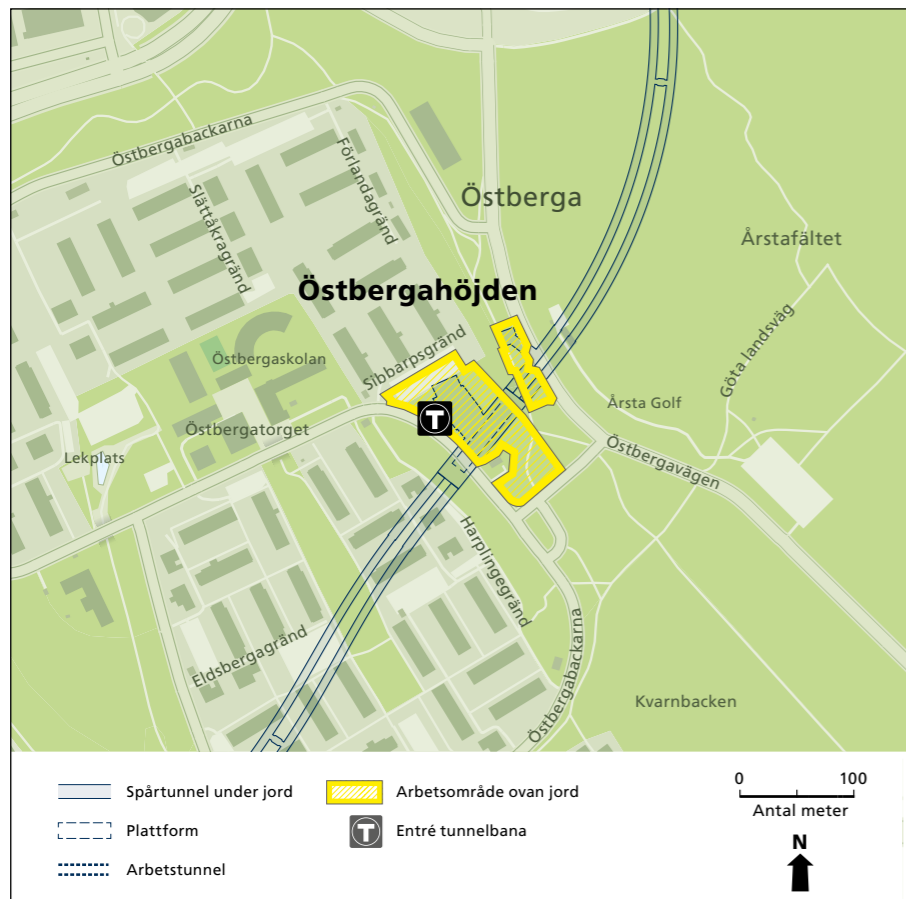 Östbergabackarna
Förlandagränd
Slättåkragränd
Östberga
Årstafältet
Östbergahöjden
Göta landsväg
Sibbarpsgränd
Östbergaskolan
Årsta Golf
T
Östbergatorget
Östbergavägen
Lekplats
Harplingegränd
Eldsbergagränd
Östbergabackarna
Kvarnbacken
Spårtunnel under jord
Plattform
Arbetstunnel
Arbetsområde ovan jord
T Entré tunnelbana
0 100
Antal meter
N